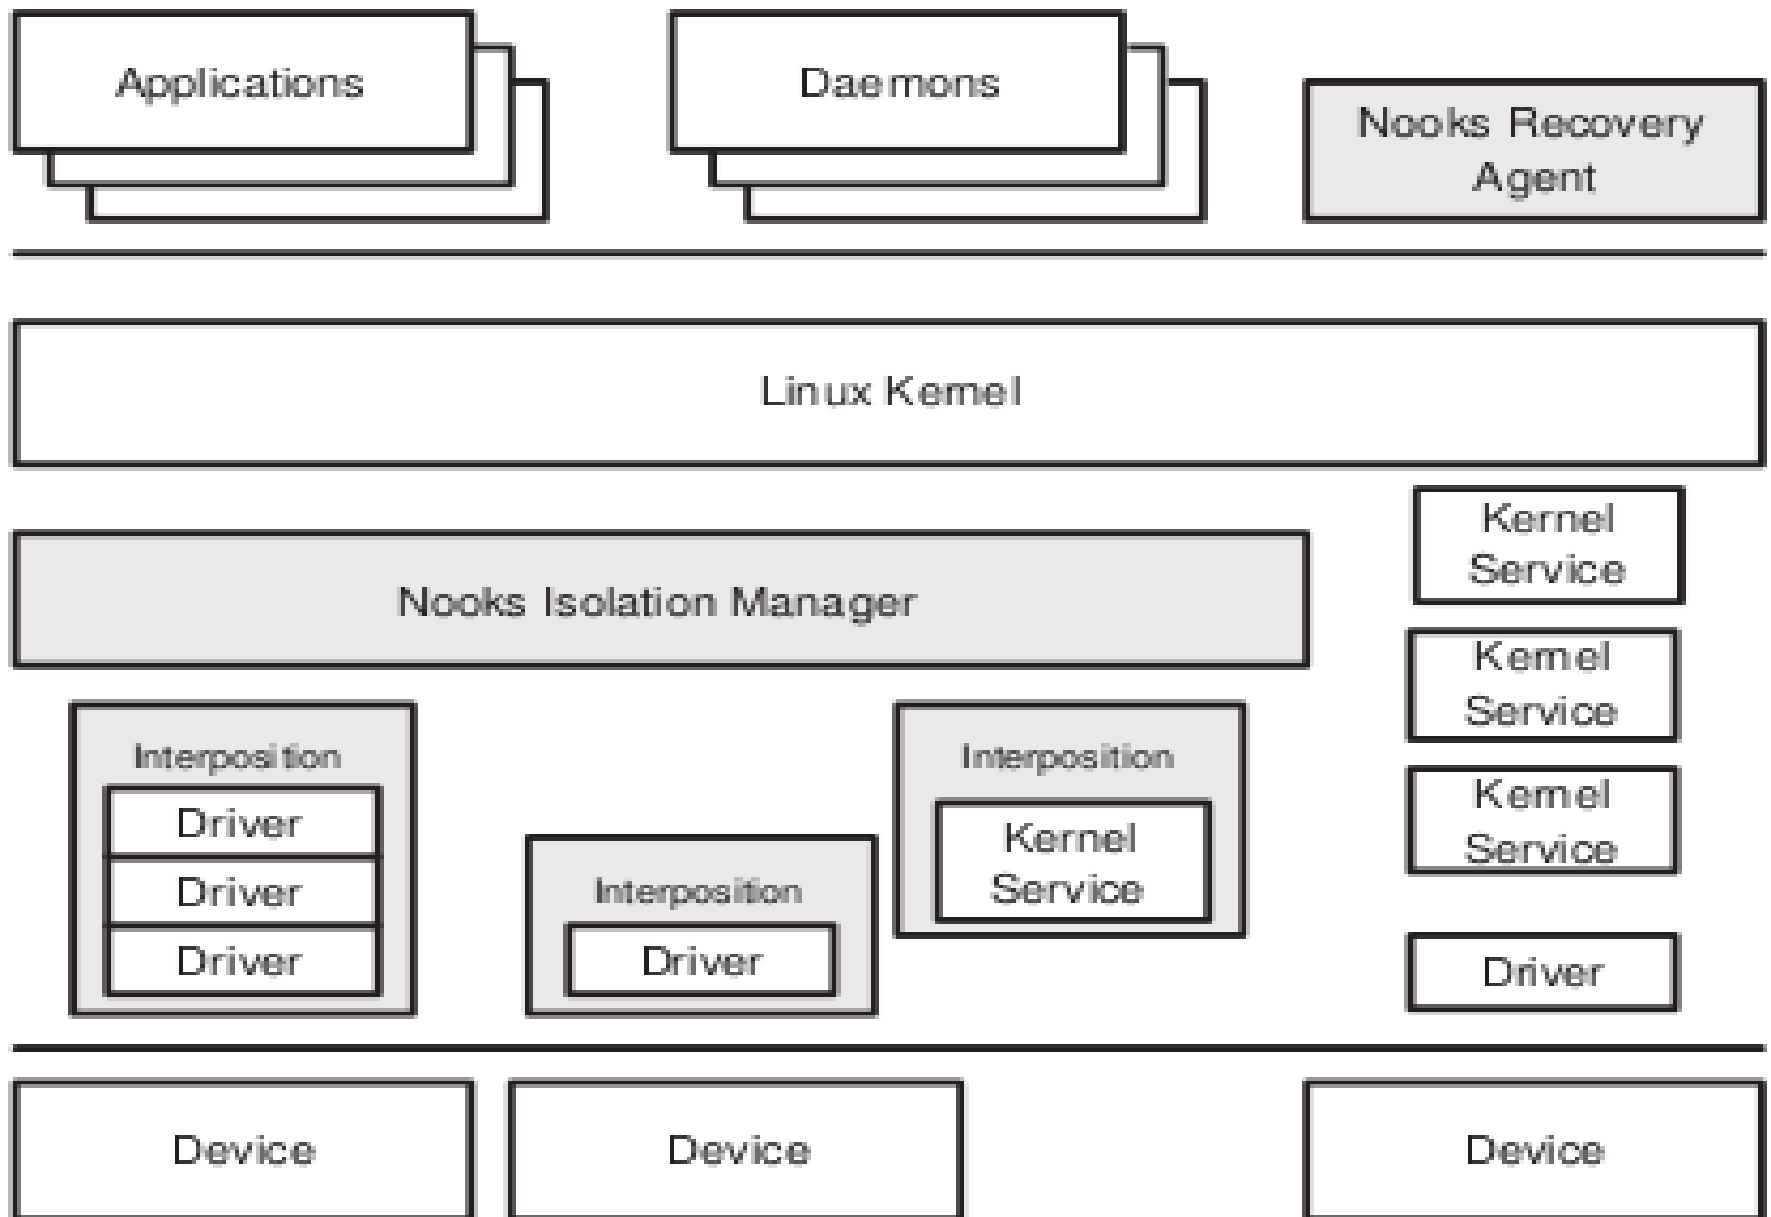 Applications
Daemons
Nooks Recovery
Agent
Linux Kernel
Nooks Isolation Manager
Kernel
Service
Kernel
Service
Kernel
Service
Driver
Interposition
Driver
Driver
Driver
Interposition
Driver
Interposition
Kernel
Service
Device
Device
Device